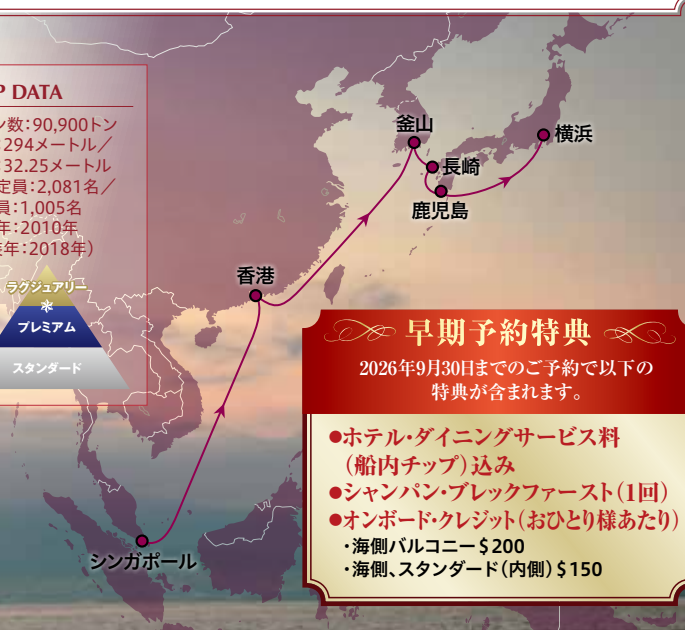 P DATA
ン数：90,900トン
：294メートル／
：32.25メートル
定員：2,081名／
員：1,005名
年：2010年
装年：2018年）
ラグジュアリー
プレミアム
スタンダード
釜山
横浜
長崎
鹿児島
香港
シンガポール
早期予約特典
2026年9月30日までのご予約で以下の
特典が含まれます。
●ホテル・ダイニングサービス料
（船内チップ）込み
●シャンパン・ブレックファースト（1回）
●オンボード・クレジット（おひとり様あたり）
・海側バルコニー＄200
・海側、スタンダード（内側）＄150